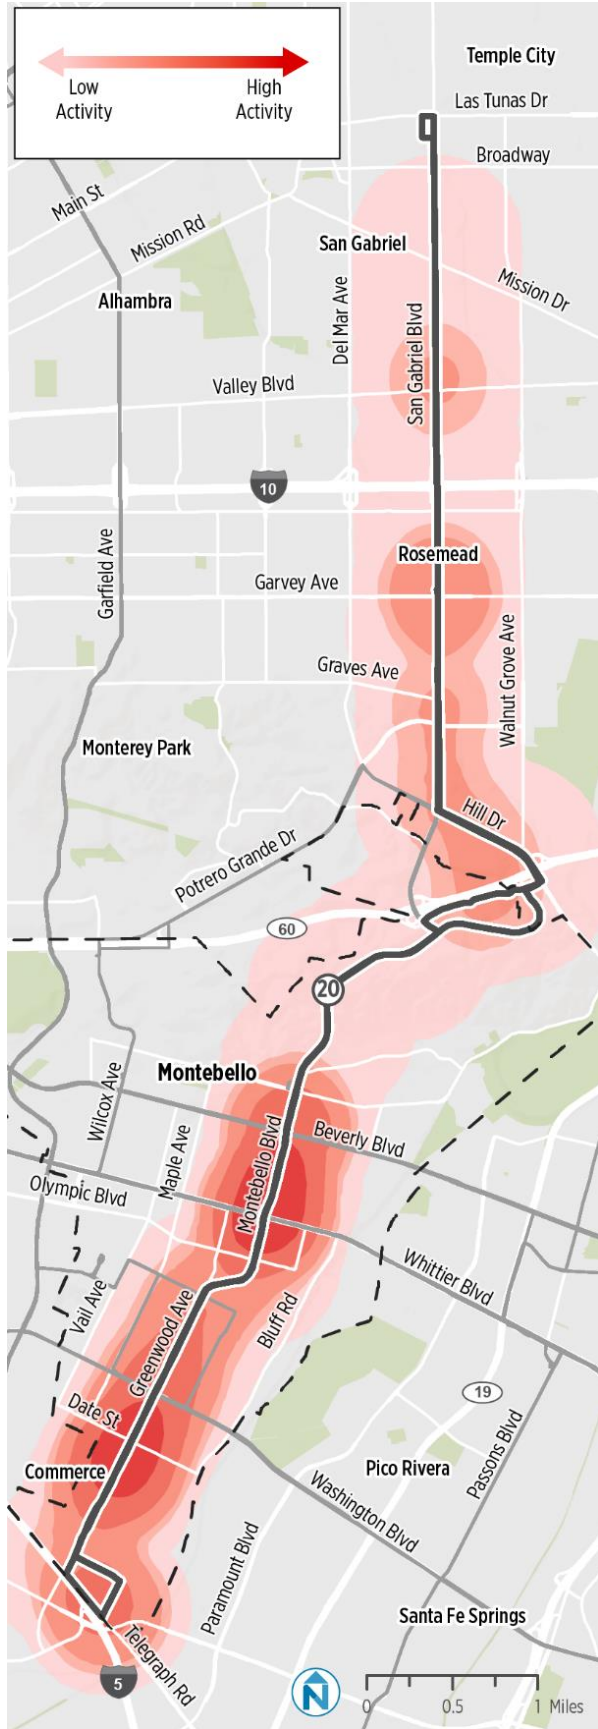 Low
Activity
High
Activity
Temple City
Las Tunas Dr
Broadway
Main St
Mission Rd
San Gabriel
Mission Dr
Alhambra
Del Mar Ave
San Gabriel Blvd
Valley Blvd
10
Rosemead
Garfield Ave
Garvey Ave
Graves Ave
Walnut Grove Ave
Monterey Park
Hill Dr
Potrero Grande Dr
60
20
Montebello
Wilcox Ave
Maple Ave
Montebello Blvd
Beverly Blvd
Olympic Blvd
Whittier Blvd
Vail Ave
Greenwood Ave
Bluff Rd
19
Date St
Commerce
Pico Rivera
Passons Blvd
Washington Blvd
Paramount Blvd
Santa Fe Springs
Telegraph Rd
5
N
0
0.5
1 Miles